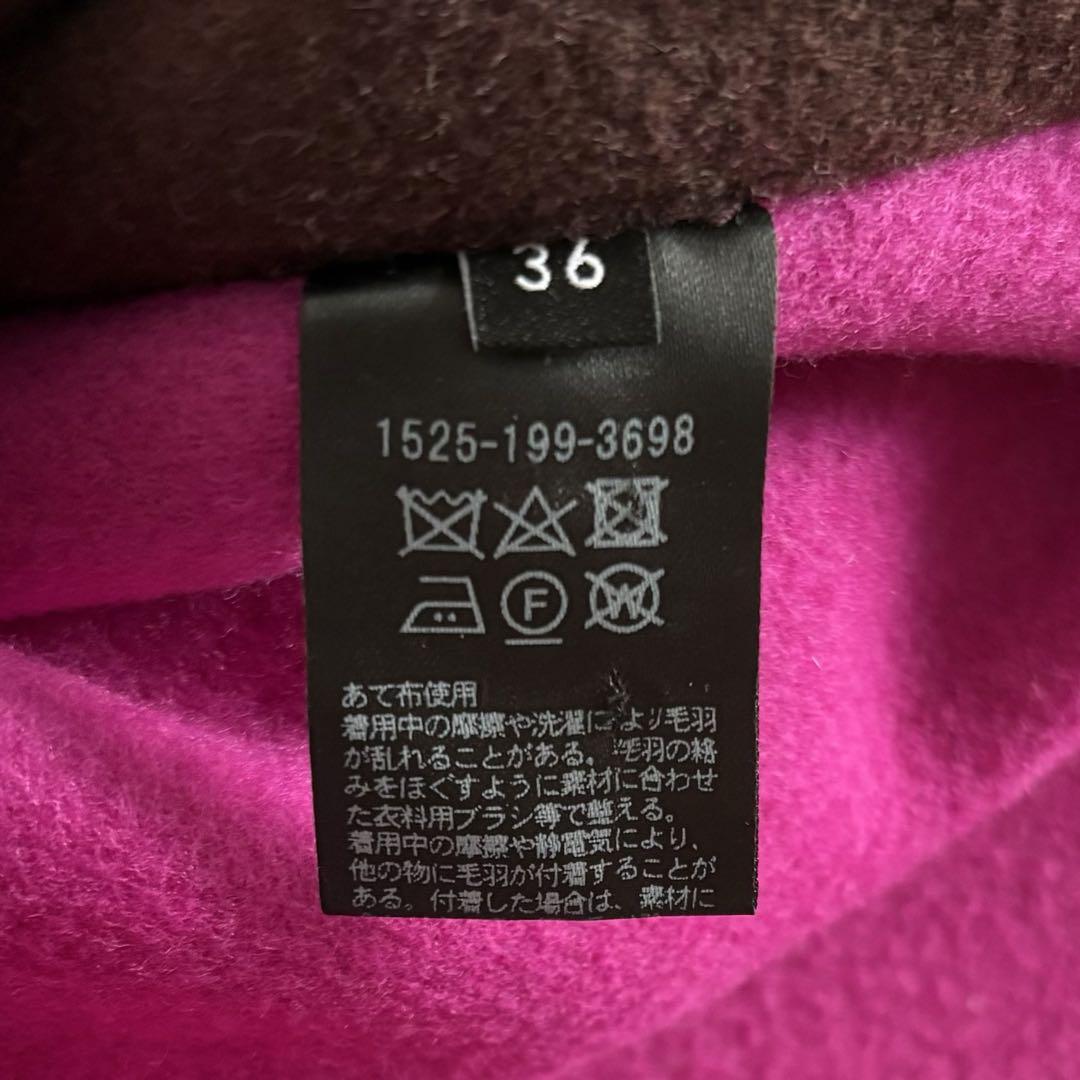 36
1525-199-3698
F
W
あて布使用
着用中の摩擦や洗濯により毛羽
が乱れることがある。毛羽の絡
みをほぐすように素材に合わせ
た衣料用ブラシ等で整える。
着用中の摩擦や静電気により、
他の物に毛羽が付着することが
ある。付着した場合は、素材に